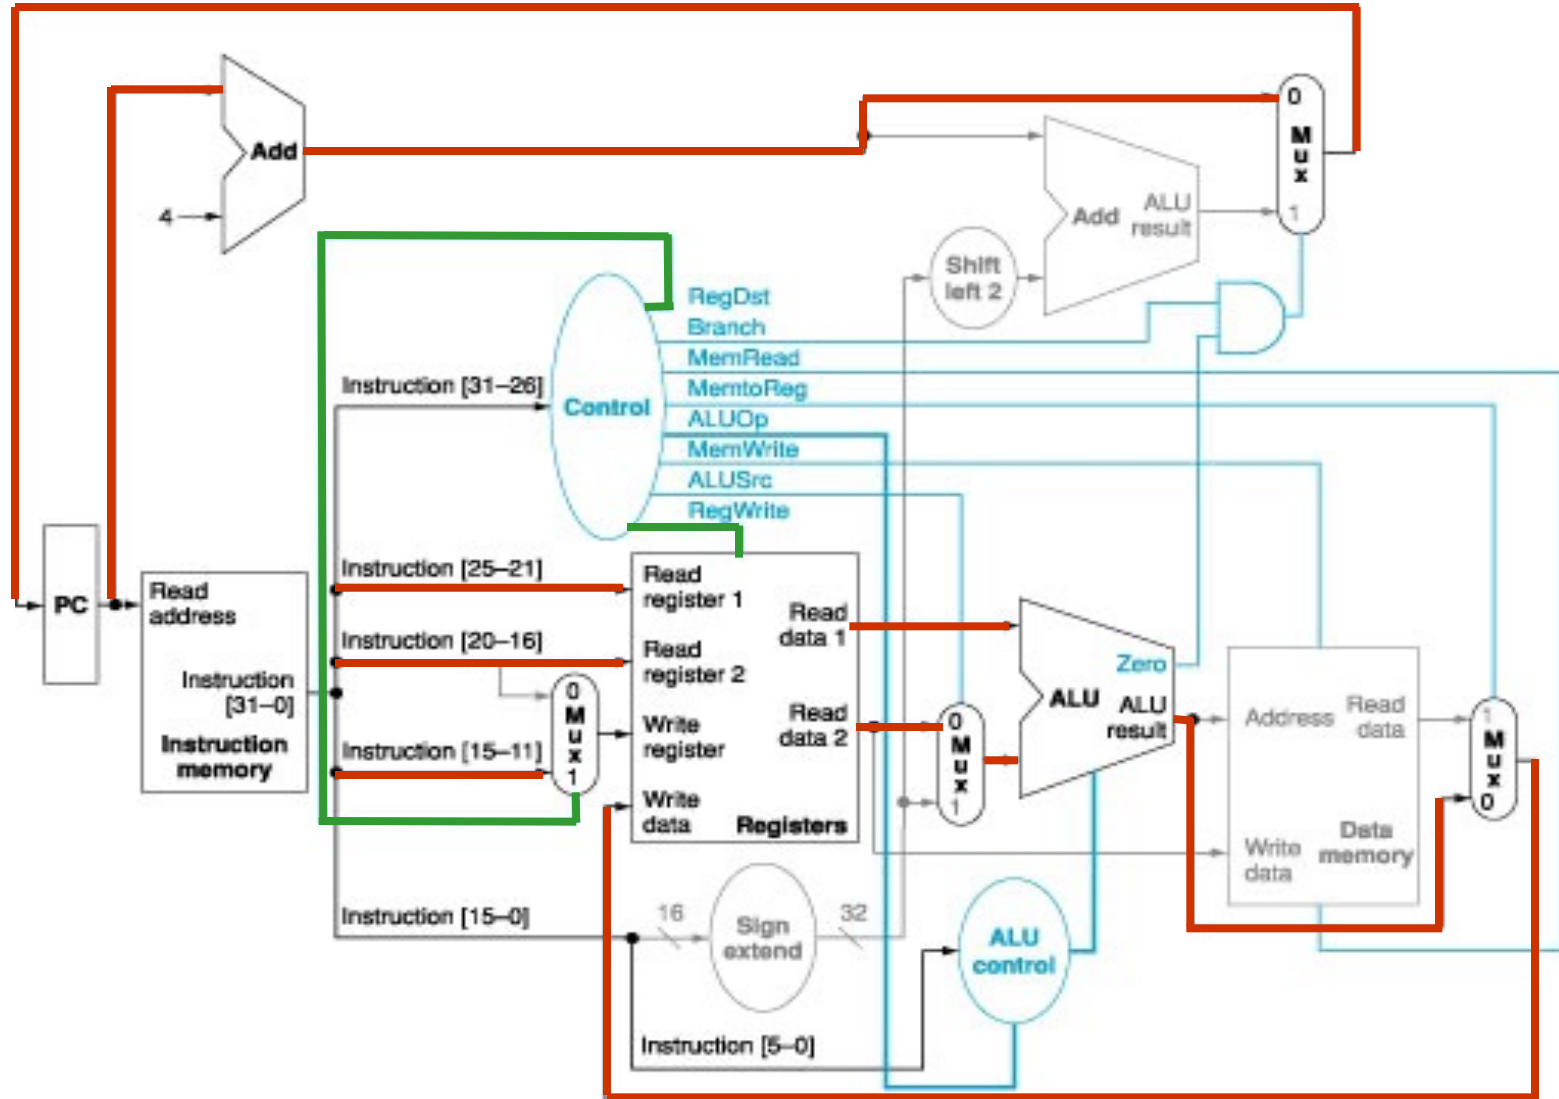 0
M
u
x
1
Add
4
Add
ALU
result
Shift
left 2
RegDst
Branch
MemRead
MemtoReg
ALUOp
MemWrite
ALUSrc
RegWrite
Control
Instruction [31–26]
Instruction [25–21]
Instruction [20–16]
Instruction [15–11]
Instruction [15–0]
Instruction [5–0]
PC
Read
address
Instruction
[31–0]
Instruction
memory
0
M
u
x
1
Read
register 1
Read
register 2
Write
register
Write
data
Read
data 1
Read
data 2
Registers
16
Sign
extend
32
0
M
u
x
1
Zero
ALU
ALU
result
ALU
control
Address
Read
data
Write
data
Data
memory
1
M
u
x
0